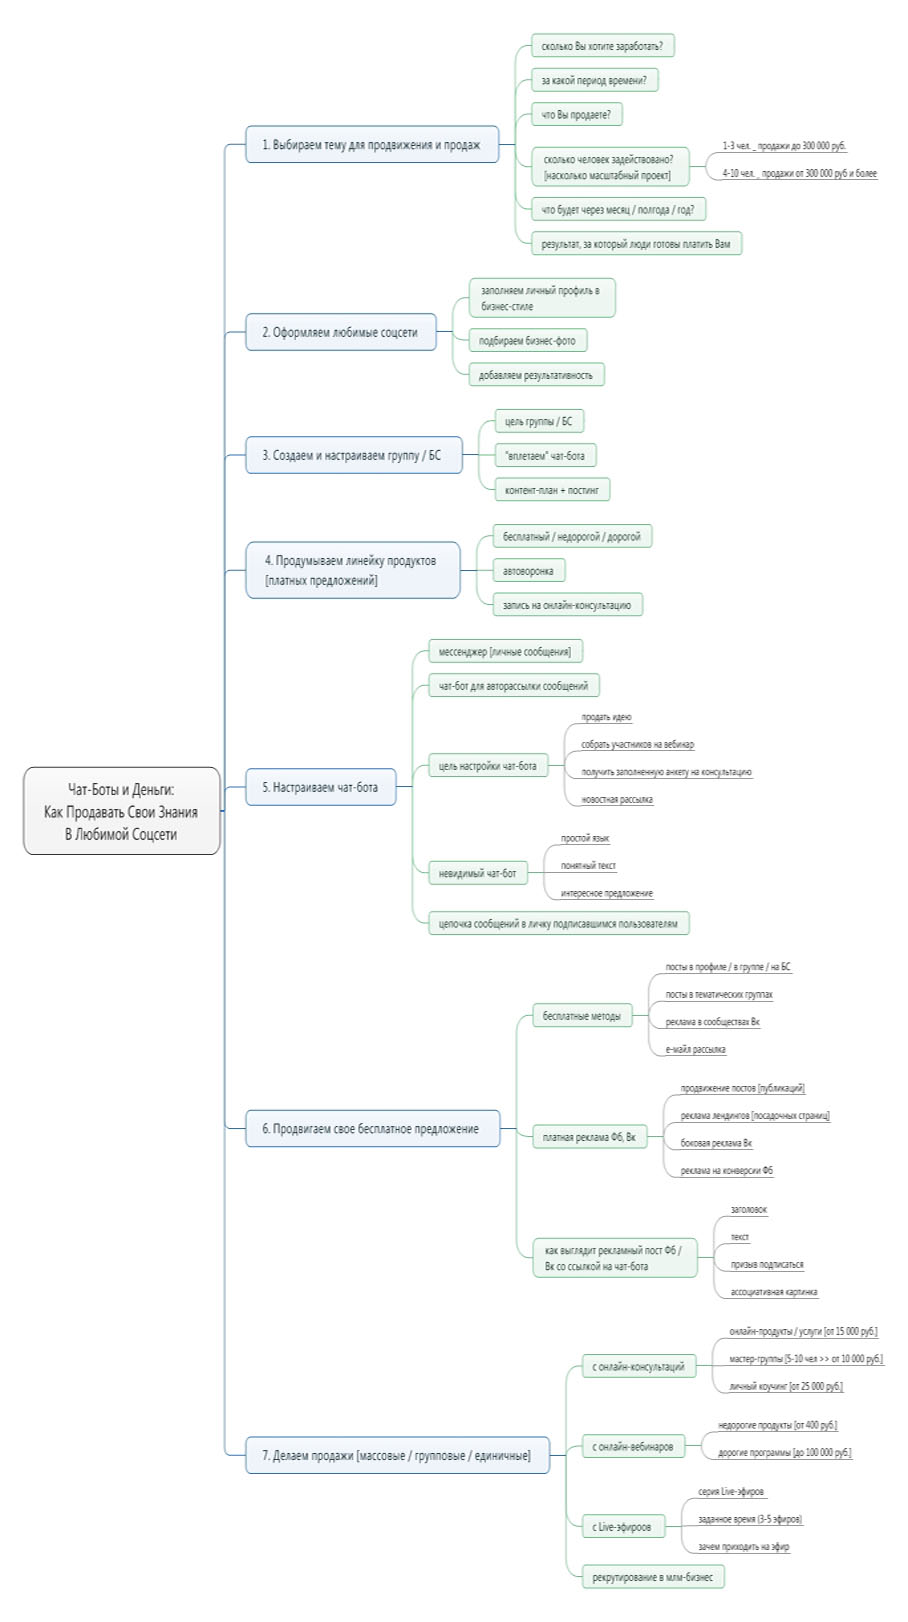 Чат-Боты и Деньги:
Как Продавать Свои Знания
В Любимой Соцсети
1. Выбираем тему для продвижения и продаж
сколько Вы хотите заработать?
за какой период времени?
что Вы продаете?
сколько человек задействовано?
[насколько масштабный проект]
1-3 чел. _ продажи до 300 000 руб.
4-10 чел. _ продажи от 300 000 руб и более
что будет через месяц / полгода / год?
результат, за который люди готовы платить Вам
2. Оформляем любимые соцсети
заполняем личный профиль в
бизнес-стиле
подбираем бизнес-фото
добавляем результативность
3. Создаем и настраиваем группу / БС
цель группы / БС
"вплетаем" чат-бота
контент-план + постинг
4. Продумываем линейку продуктов
[платных предложений]
бесплатный / недорогой / дорогой
автоворонка
запись на онлайн-консультацию
5. Настраиваем чат-бота
мессенджер [личные сообщения]
чат-бот для авторассылки сообщений
цель настройки чат-бота
продать идею
собрать участников на вебинар
получить заполненную анкету на консультацию
новостная рассылка
невидимый чат-бот
простой язык
понятный текст
интересное предложение
цепочка сообщений в личку подписавшимся пользователям
6. Продвигаем свое бесплатное предложение
бесплатные методы
посты в профиле / в группе / на БС
посты в тематических группах
реклама в сообществах Вк
е-майл рассылка
платная реклама Фб, Вк
продвижение постов [публикаций]
реклама лендингов [посадочных страниц]
боковая реклама Вк
реклама на конверсии Фб
как выглядит рекламный пост Фб /
Вк со ссылкой на чат-бота
заголовок
текст
призыв подписаться
ассоциативная картинка
7. Делаем продажи [массовые / групповые / единичные]
с онлайн-консультаций
онлайн-продукты / услуги [от 15 000 руб.]
мастер-группы [5-10 чел >> от 10 000 руб.]
личный коучинг [от 25 000 руб.]
с онлайн-вебинаров
недорогие продукты [от 400 руб.]
дорогие программы [до 100 000 руб.]
с Live-эфироов
серия Live-эфиров
заданное время (3-5 эфиров)
зачем приходить на эфир
рекрутирование в млм-бизнес